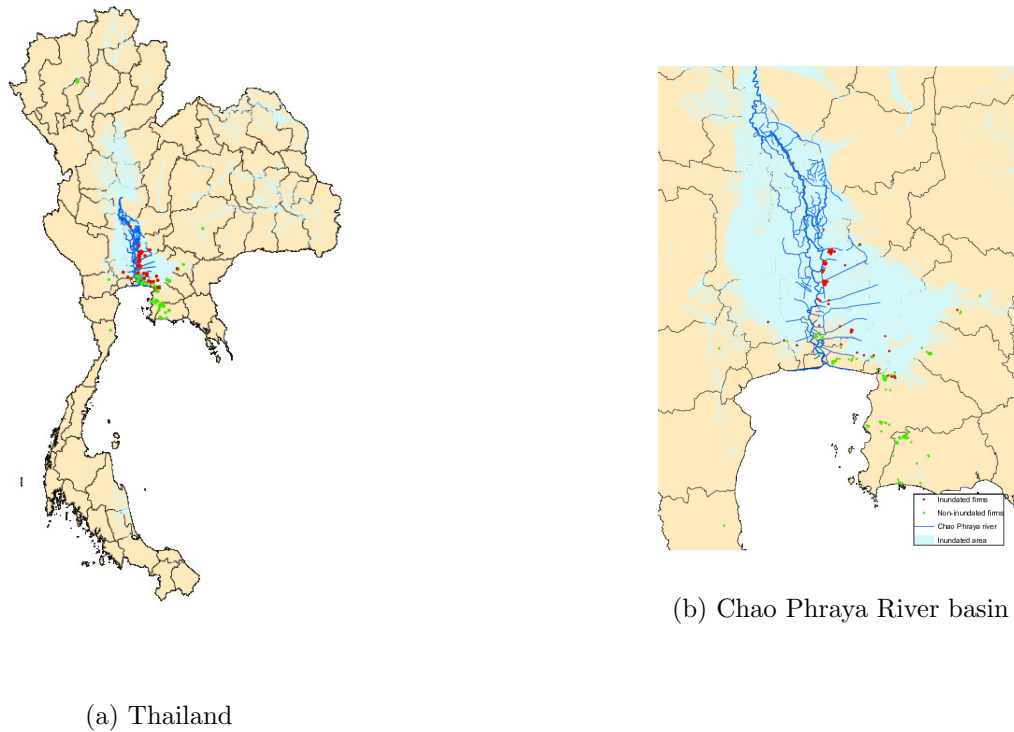 Inundated firms
Non-inundated firms
Chao Phraya river
Inundated area
(b) Chao Phraya River basin
(a) Thailand